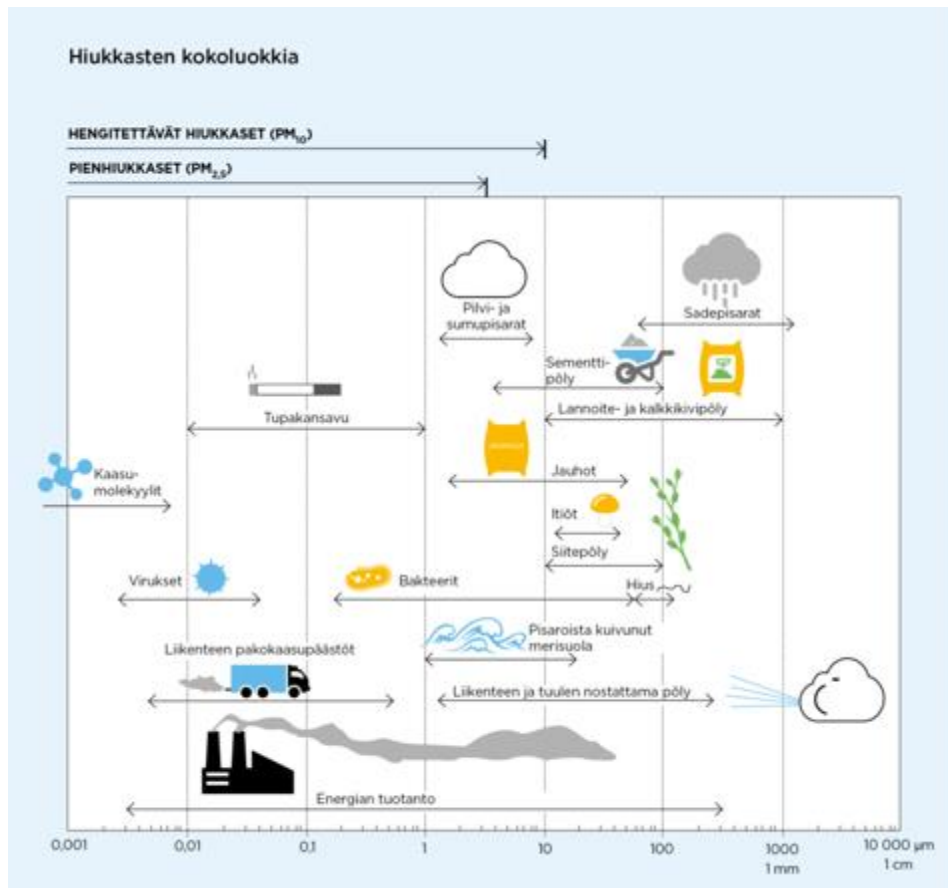 Hiukkasten kokoluokkia
HENGITETTÄVÄT HIUKKASET (PM10)
PIENHIUKKASET (PM2,5)
Pilvi- ja
sumupisarat
Sadepisarat
Sementti-
pöly
Lannoite- ja kalkkikivipöly
Tupakansavu
Kaasu-
molekyylit
Jauhot
Itiöt
Siitepöly
Virukset
Bakteerit
Hius
Pisaroista kuivunut
merisuola
Liikenteen pakokaasupäästöt
Liikenteen ja tuulen nostattama pöly
Energian tuotanto
0,001 0,01 0,1 1 10 100 1000 10 000 µm
1 mm 1 cm